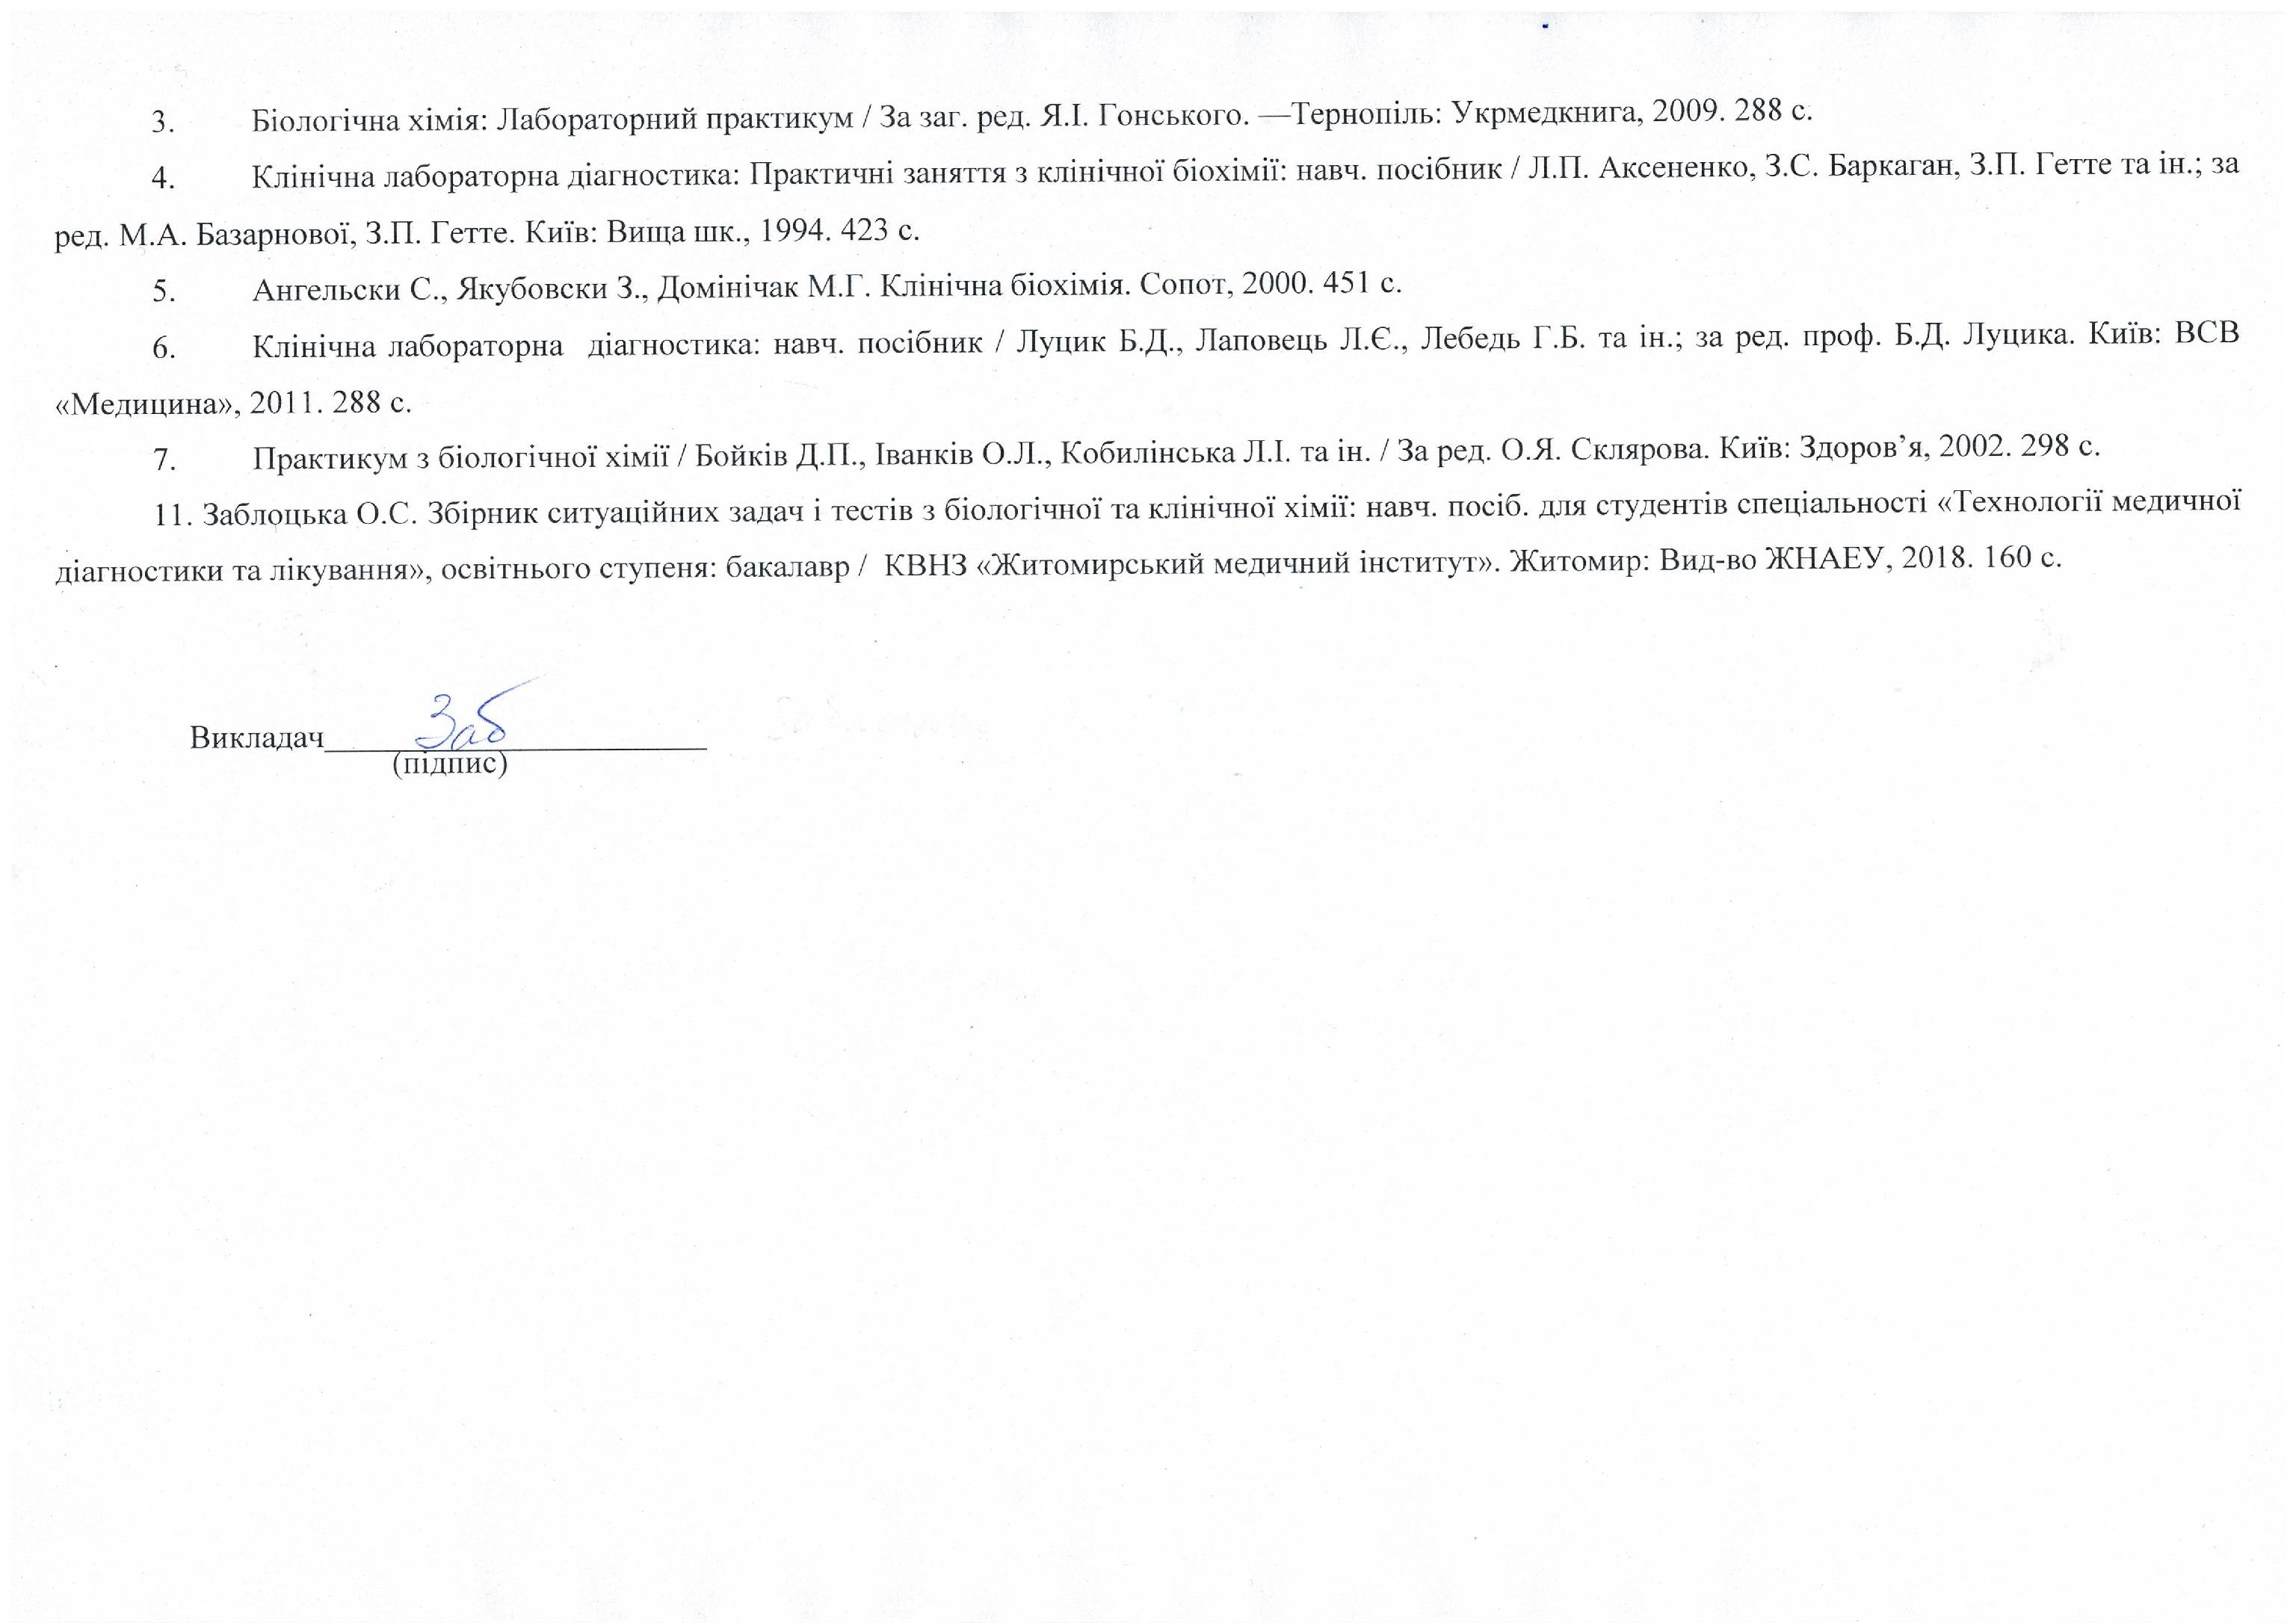 3. Біологічна хімія: Лабораторний практикум / За заг. ред. Я.І. Гонського. —Тернопіль: Укрмедкнига, 2009. 288 с.
4. Клінічна лабораторна діагностика: Практичні заняття з клінічної біохімії: навч. посібник / Л.П. Аксененко, З.С. Баркаган, З.П. Гетте та ін.; за
ред. М.А. Базарнової, З.П. Гетте. Київ: Вища шк., 1994. 423 с.
5. Ангельски С., Якубовски З., Домінічак М.Г. Клінічна біохімія. Сопот, 2000. 451 с.
6. Клінічна лабораторна діагностика: навч. посібник / Луцик Б.Д., Лаповець Л.Є., Лебедь Г.Б. та ін.; за ред. проф. Б.Д. Луцика. Київ: ВСВ
«Медицина», 2011. 288 с.
7. Практикум з біологічної хімії / Бойків Д.П., Іванків О.Л., Кобилінська Л.І. та ін. / За ред. О.Я. Склярова. Київ: Здоров’я, 2002. 298 с.
11. Заблоцька О.С. Збірник ситуаційних задач і тестів з біологічної та клінічної хімії: навч. посіб. для студентів спеціальності «Технології медичної
діагностики та лікування», освітнього ступеня: бакалавр / КВНЗ «Житомирський медичний інститут». Житомир: Вид-во ЖНАЕУ, 2018. 160 с.
Викладач Заб
(підпис)